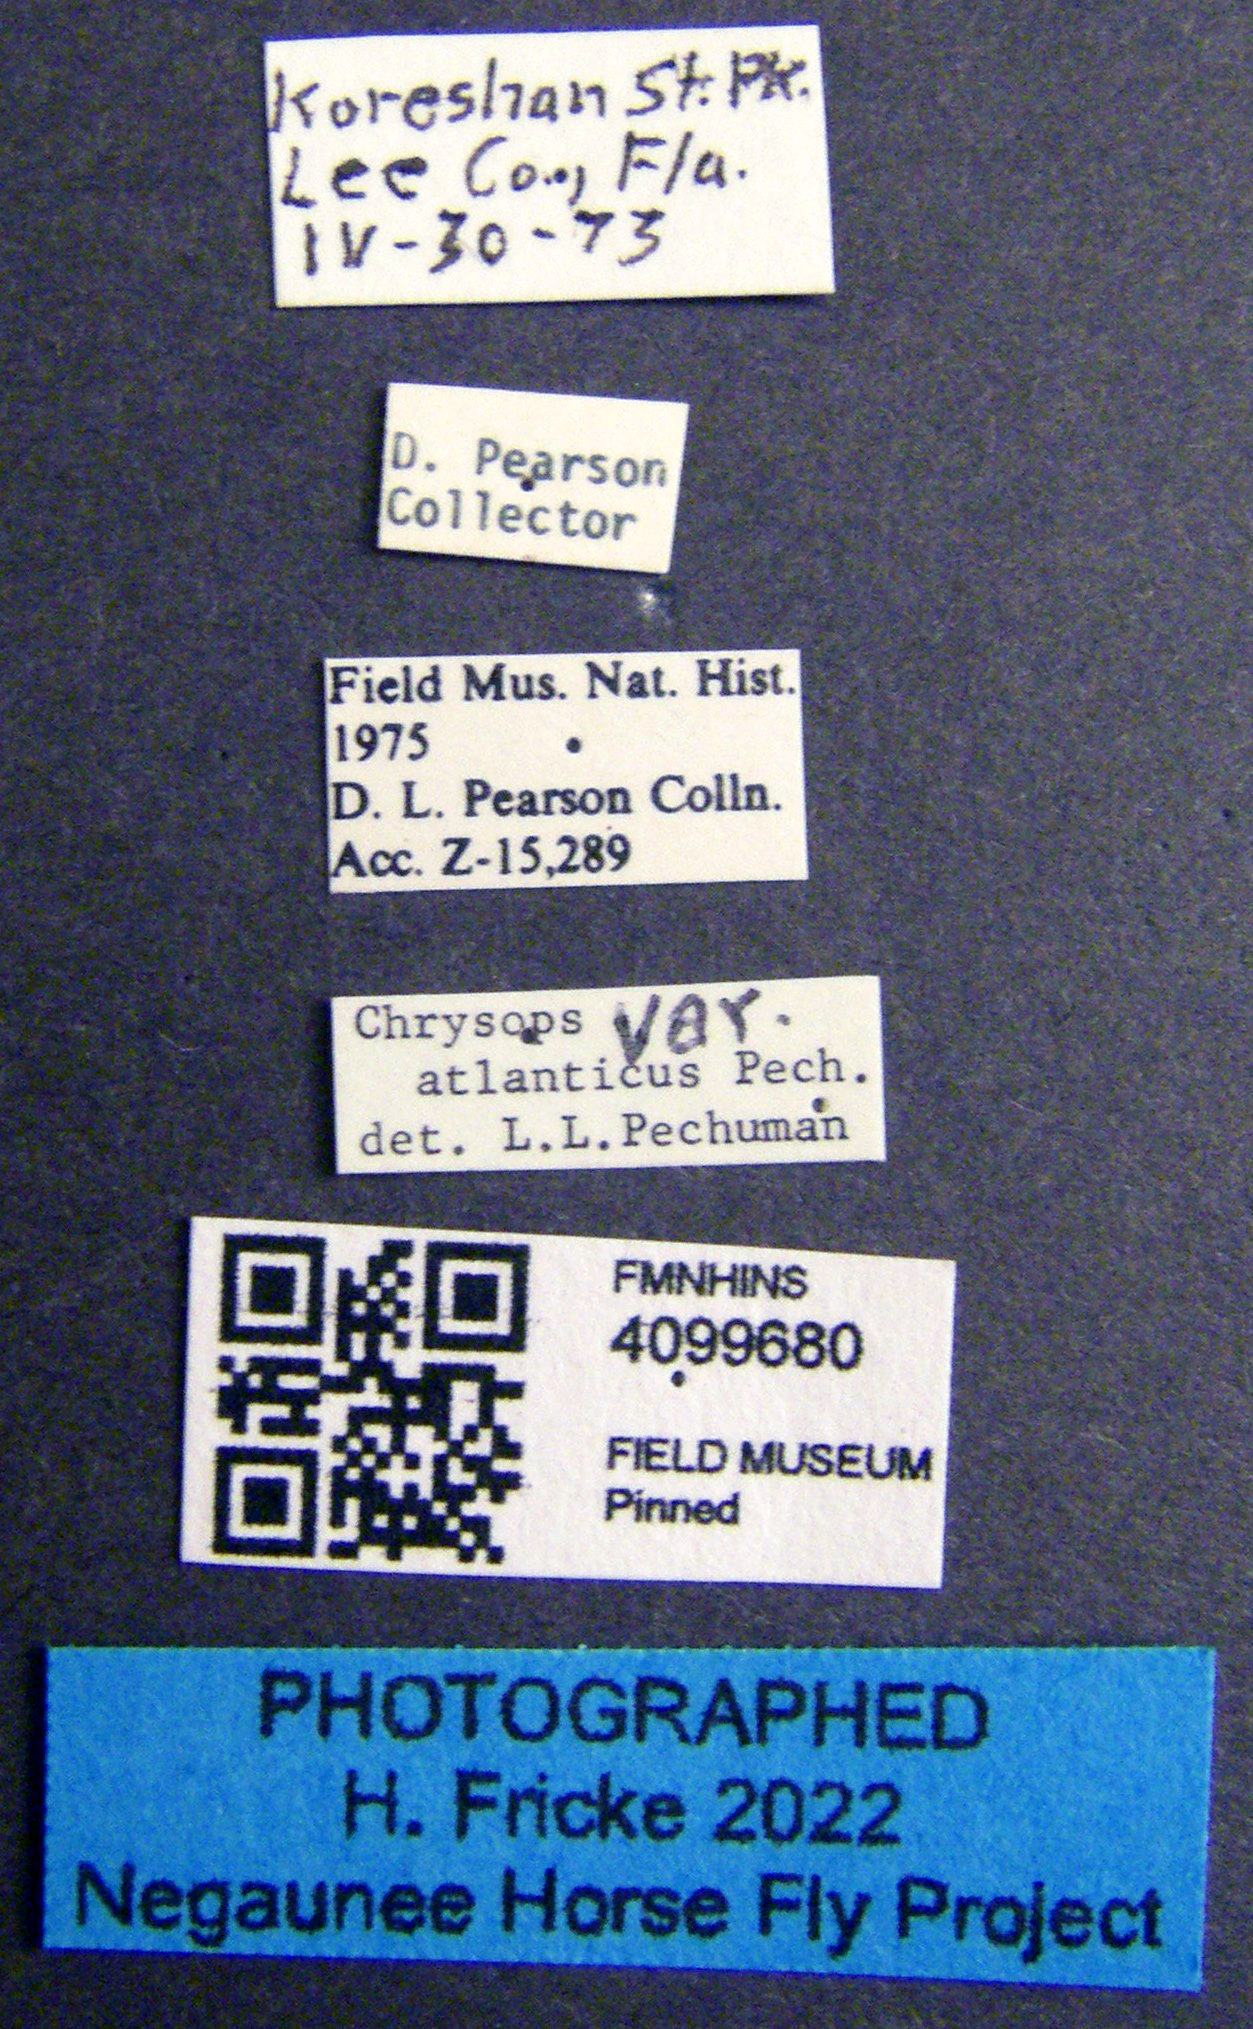 Koreshan St. Pk.
Lee Co., Fla.
IV-30-73
D. Pearson
Collector
Field Mus. Nat. Hist.
1975
D. L. Pearson Colln.
Acc. Z-15,289
Chrysops var.
atlanticus Pech.
det. L.L.Pechuman
FMNHINS
4099680
FIELD MUSEUM
Pinned
PHOTOGRAPHED
H. Fricke 2022
Negaunee Horse Fly Project